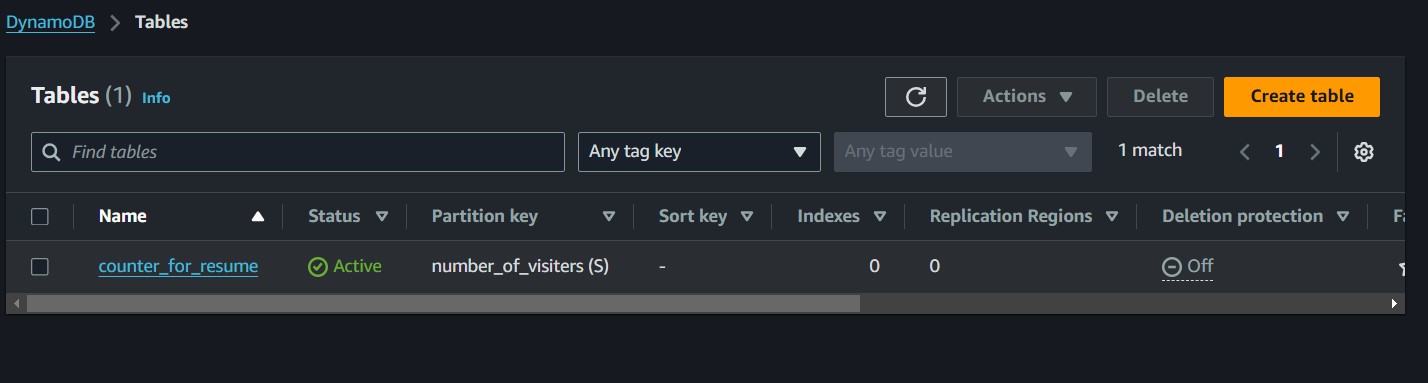 DynamoDB > Tables
Tables (1) Info Actions Delete Create table
Find tables Any tag key Any tag value 1 match 1
Name Status Partition key Sort key Indexes Replication Regions Deletion protection
counter_for_resume Active number_of_visiters (S) - 0 0 Off